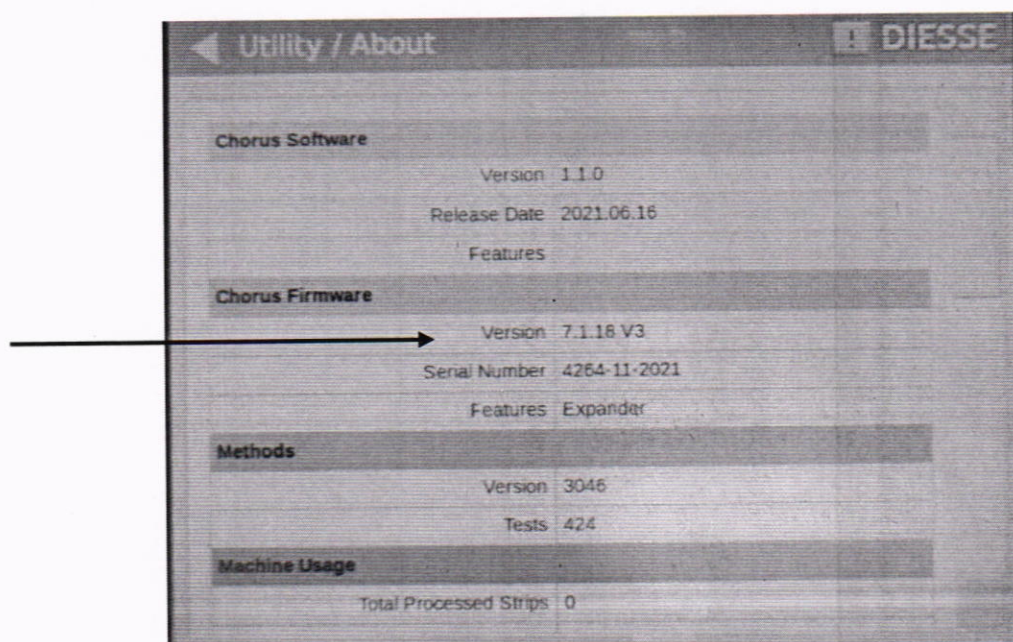 Utility / About
DIESSE
Chorus Software
Version 1.1.0
Release Date 2021.06.16
Features
Chorus Firmware
Version 7.1.18 V3
Serial Number 4264-11-2021
Features Expander
Methods
Version 3046
Tests 424
Machine Usage
Total Processed Strips 0